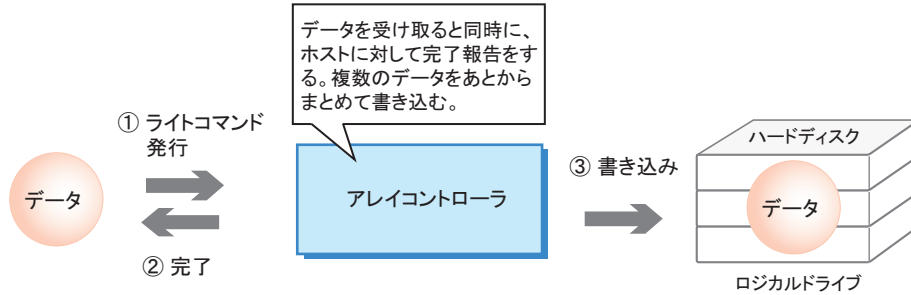 データを受け取ると同時に、
ホストに対して完了報告をす
る。複数のデータをあとから
まとめて書き込む。
① ライトコマンド
発行
データ
② 完了
アレイコントローラ
③ 書き込み
ハードディスク
データ
ロジカルドライブ